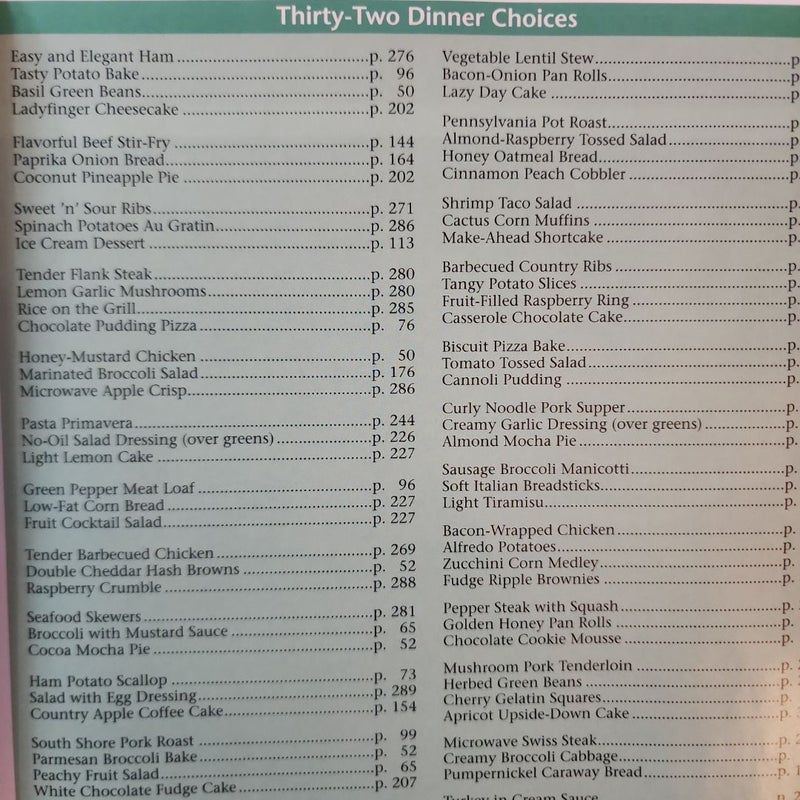 Thirty-Two Dinner Choices
Easy and Elegant Ham ........ p. 276
Tasty Potato Bake ........ p. 96
Basil Green Beans ........ p. 50
Ladyfinger Cheesecake ........ p. 202
Flavorful Beef Stir-Fry ........ p. 144
Paprika Onion Bread ........ p. 164
Coconut Pineapple Pie ........ p. 202
Sweet 'n' Sour Ribs ........ p. 271
Spinach Potatoes Au Gratin ........ p. 286
Ice Cream Dessert ........ p. 113
Tender Flank Steak ........ p. 280
Lemon Garlic Mushrooms ........ p. 280
Rice on the Grill ........ p. 285
Chocolate Pudding Pizza ........ p. 76
Honey-Mustard Chicken ........ p. 50
Marinated Broccoli Salad ........ p. 176
Microwave Apple Crisp ........ p. 286
Pasta Primavera ........ p. 244
No-Oil Salad Dressing (over greens) ........ p. 226
Light Lemon Cake ........ p. 227
Green Pepper Meat Loaf ........ p. 96
Low-Fat Corn Bread ........ p. 227
Fruit Cocktail Salad ........ p. 227
Tender Barbecued Chicken ........ p. 269
Double Cheddar Hash Browns ........ p. 52
Raspberry Crumble ........ p. 288
Seafood Skewers ........ p. 281
Broccoli with Mustard Sauce ........ p. 65
Cocoa Mocha Pie ........ p. 52
Ham Potato Scallop ........ p. 73
Salad with Egg Dressing ........ p. 289
Country Apple Coffee Cake ........ p. 154
South Shore Pork Roast ........ p. 99
Parmesan Broccoli Bake ........ p. 52
Peachy Fruit Salad ........ p. 65
White Chocolate Fudge Cake ........ p. 207
Vegetable Lentil Stew ........ p
Bacon-Onion Pan Rolls ........ p
Lazy Day Cake ........ p
Pennsylvania Pot Roast ........ p
Almond-Raspberry Tossed Salad ........ p
Honey Oatmeal Bread ........ p
Cinnamon Peach Cobbler ........ p
Shrimp Taco Salad ........ p.
Cactus Corn Muffins ........ p.
Make-Ahead Shortcake ........ p.
Barbecued Country Ribs ........ p.
Tangy Potato Slices ........ p.
Fruit-Filled Raspberry Ring ........ p.
Casserole Chocolate Cake ........ p.
Biscuit Pizza Bake ........ p.
Tomato Tossed Salad ........ p.
Cannoli Pudding ........ p.
Curly Noodle Pork Supper ........ p.
Creamy Garlic Dressing (over greens) ........ p.
Almond Mocha Pie ........ p.
Sausage Broccoli Manicotti ........ p.
Soft Italian Breadsticks ........ p.
Light Tiramisu ........ p.
Bacon-Wrapped Chicken ........ p.
Alfredo Potatoes ........ p.
Zucchini Corn Medley ........ p.
Fudge Ripple Brownies ........ p.
Pepper Steak with Squash ........ p.
Golden Honey Pan Rolls ........ p.
Chocolate Cookie Mousse ........ p.
Mushroom Pork Tenderloin ........ p.
Herbed Green Beans ........ p.
Cherry Gelatin Squares ........ p.
Apricot Upside-Down Cake ........ p.
Microwave Swiss Steak ........ p.
Creamy Broccoli Cabbage ........ p.
Pumpernickel Caraway Bread ........ p.
Turkey in Cream Sauce